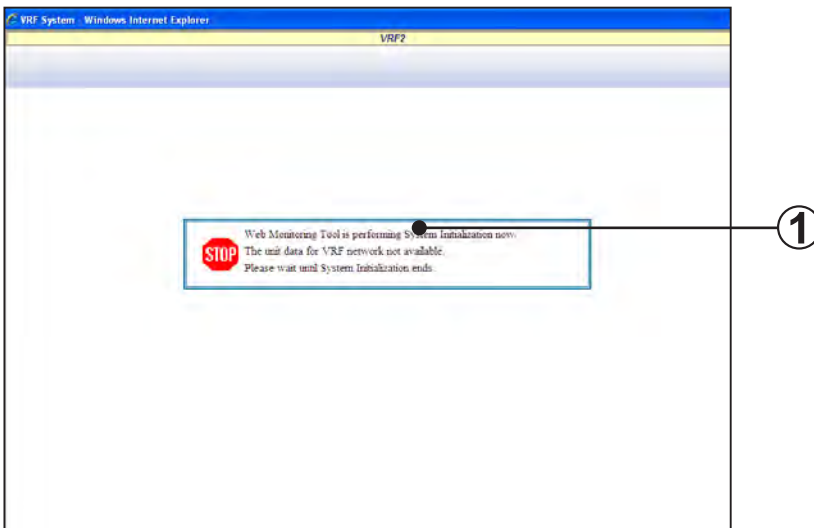 VRF System - Windows Internet Explorer
VRF2
Web Monitoring Tool is performing System Initialization now.
STOP
The unit data for VRF network not available.
Please wait until System Initialization ends.
1